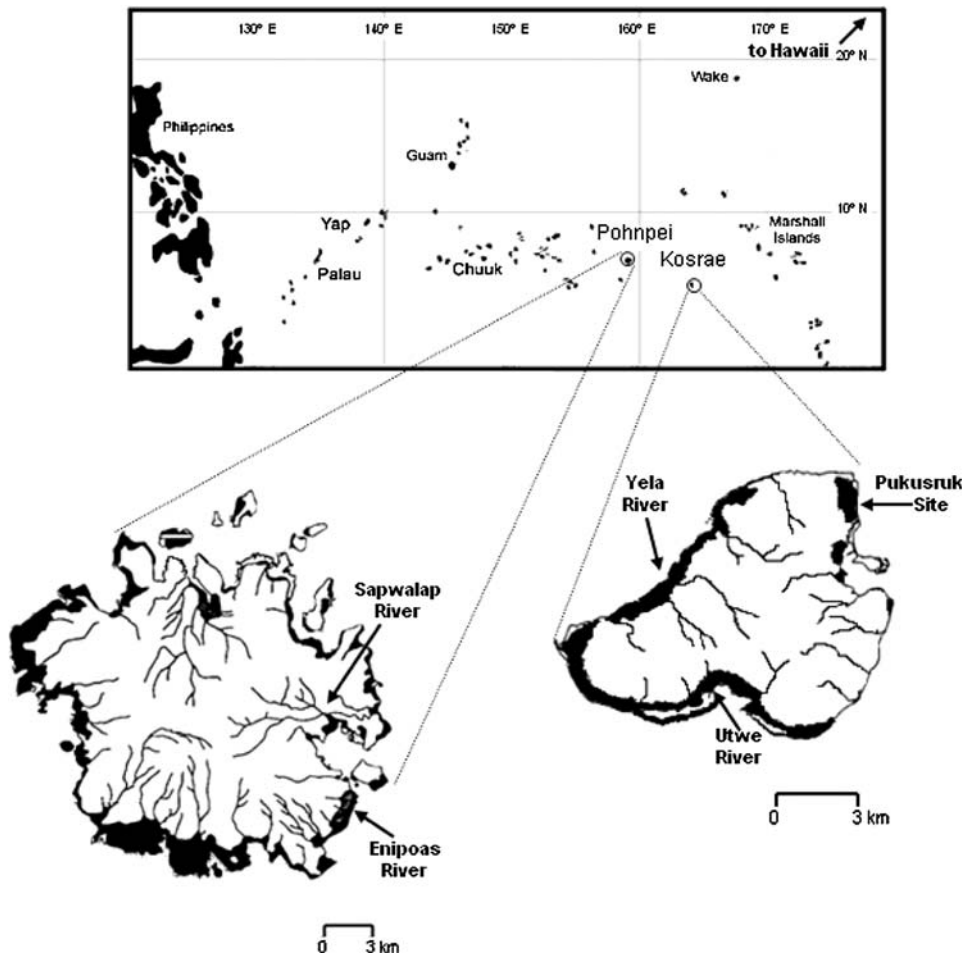 130° E 140° E 150° E 160° E 170° E
to Hawaii
20° N
Wake
Philippines
Guam
10° N
Yap
Marshall
Islands
Pohnpei
Palau
Chuuk
Kosrae
Yela
River
Pukusruk
Site
Sapwalap
River
Utwe
River
0 3 km
Enipoas
River
0 3 km